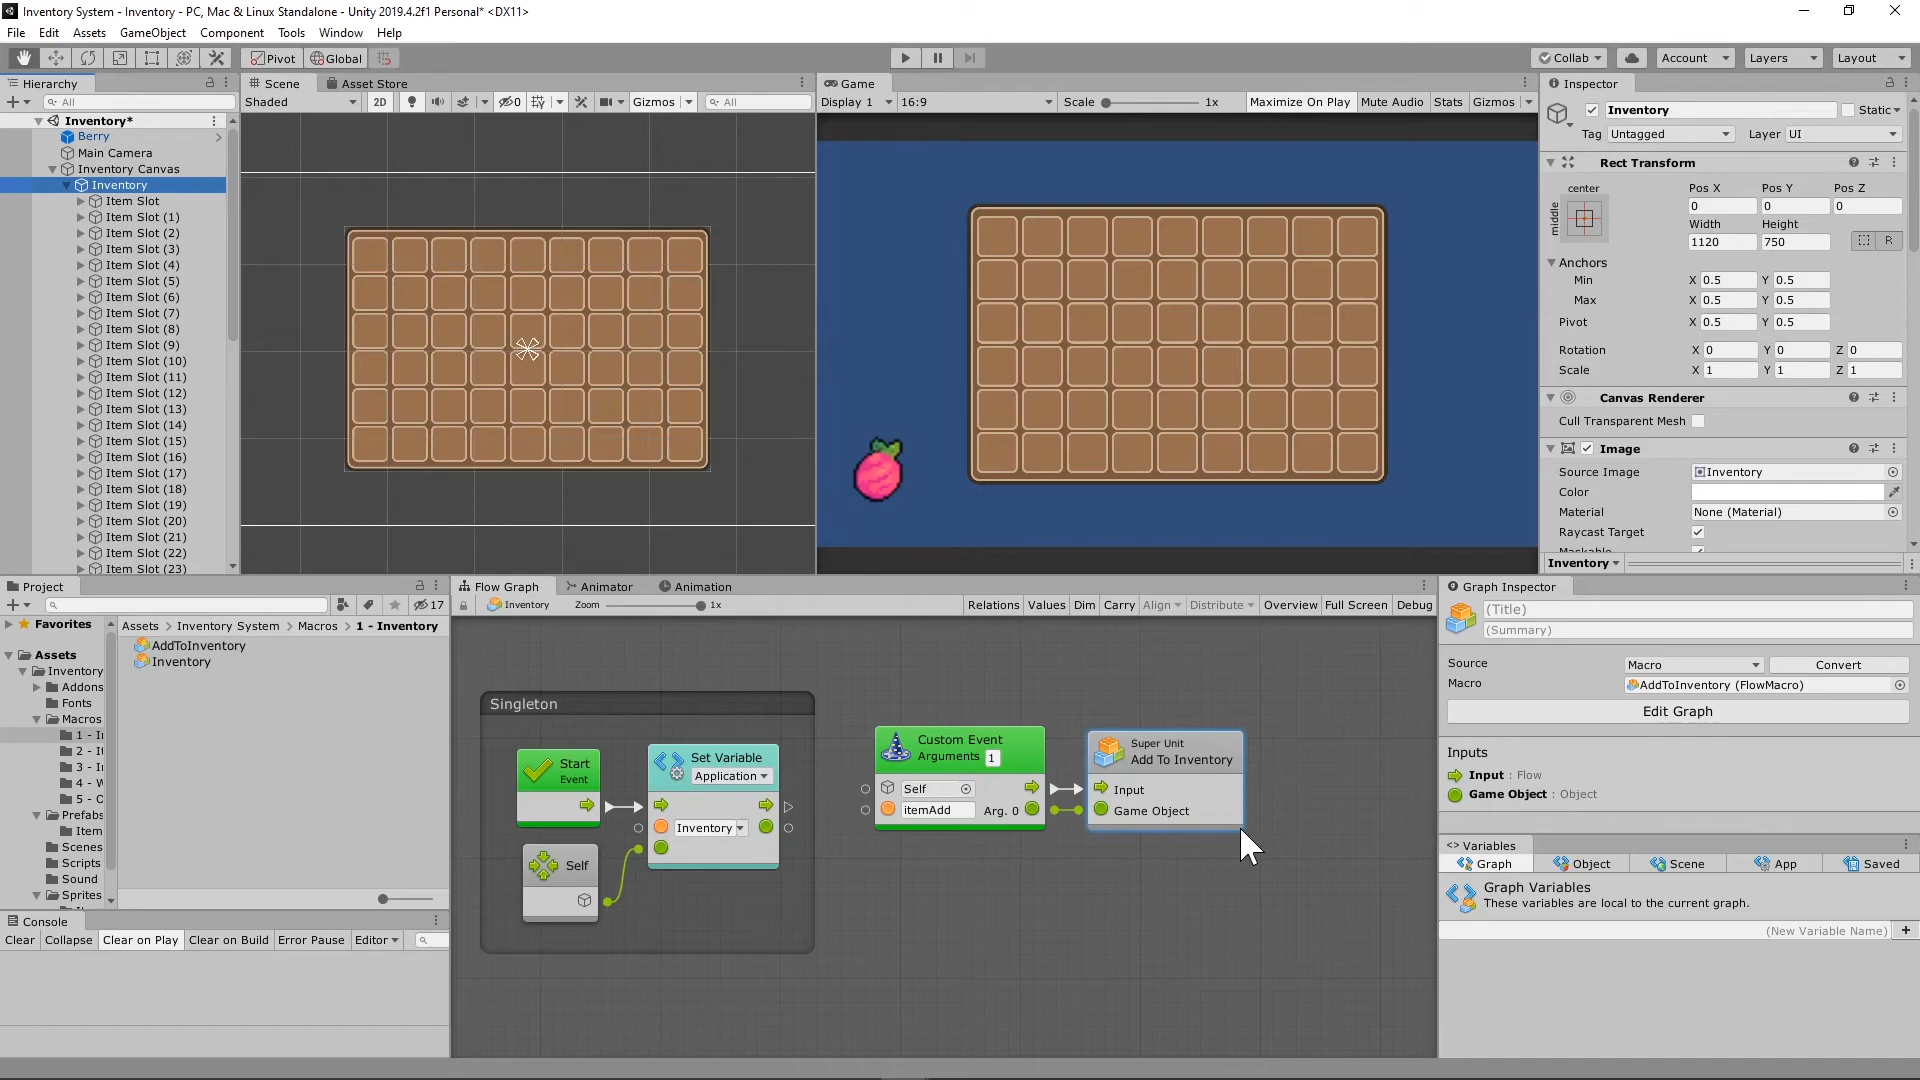 Inventory System - Inventory - PC, Mac & Linux Standalone - Unity 2019.4.2f1 Personal* <DX11>
File Edit Assets GameObject Component Tools Window Help
Pivot Global Collab Account Layers Layout
Hierarchy
All
Inventory*
Berry
Main Camera
Inventory Canvas
Inventory
Item Slot
Item Slot (1)
Item Slot (2)
Item Slot (3)
Item Slot (4)
Item Slot (5)
Item Slot (6)
Item Slot (7)
Item Slot (8)
Item Slot (9)
Item Slot (10)
Item Slot (11)
Item Slot (12)
Item Slot (13)
Item Slot (14)
Item Slot (15)
Item Slot (16)
Item Slot (17)
Item Slot (18)
Item Slot (19)
Item Slot (20)
Item Slot (21)
Item Slot (22)
Item Slot (23)
Scene Asset Store
Shaded 2D 0 Gizmos All
Game
Display 1 16:9 Scale 1x Maximize On Play Mute Audio Stats Gizmos
Inspector
Inventory Static
Tag Untagged Layer UI
Rect Transform
center
middle
Pos X Pos Y Pos Z
0 0 0
Width Height
1120 750 R
Anchors
Min X 0.5 Y 0.5
Max X 0.5 Y 0.5
Pivot X 0.5 Y 0.5
Rotation X 0 Y 0 Z 0
Scale X 1 Y 1 Z 1
Canvas Renderer
Cull Transparent Mesh
Image
Source Image Inventory
Color
Material None (Material)
Raycast Target
Maskable
Inventory
Project
17
Favorites
Assets
Inventory
Addons
Fonts
Macros
1 - I
2 - I
3 - I
4 - W
5 - O
Prefabs
Item
Scenes
Scripts
Sound
Sprites
Assets > Inventory System > Macros > 1 - Inventory
AddToInventory
Inventory
Console
Clear Collapse Clear on Play Clear on Build Error Pause Editor
Flow Graph Animator Animation
Inventory Zoom 1x Relations Values Dim Carry Align Distribute Overview Full Screen Debug
Singleton
Start
Event
Self
Set Variable
Application
Inventory
Custom Event
Arguments 1
Self
itemAdd Arg. 0
Super Unit
Add To Inventory
Input
Game Object
Graph Inspector
(Title)
(Summary)
Source Macro Convert
Macro AddToInventory (FlowMacro)
Edit Graph
Inputs
Input : Flow
Game Object : Object
<> Variables
Graph Object Scene App Saved
Graph Variables
These variables are local to the current graph.
(New Variable Name) +